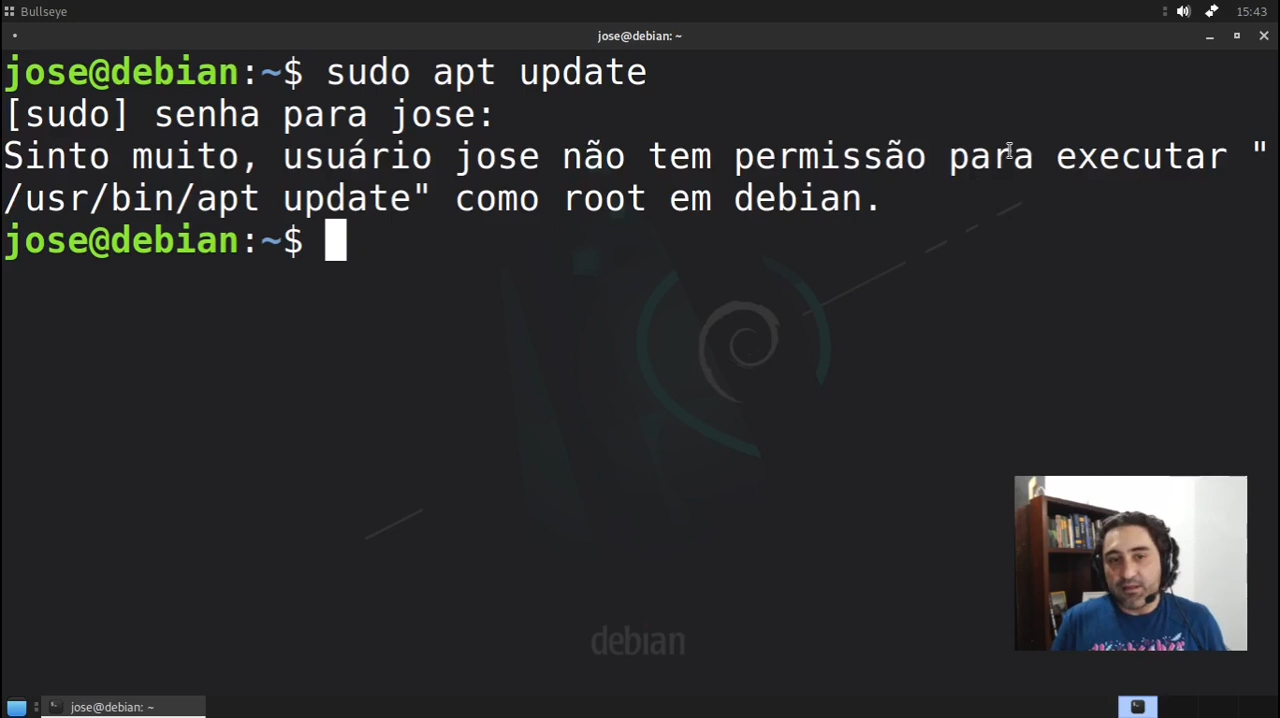 Bullseye
15:43
jose@debian: ~
jose@debian:~$ sudo apt update
[sudo] senha para jose:
Sinto muito, usuário jose não tem permissão para executar "
/usr/bin/apt update" como root em debian.
jose@debian:~$
debian
jose@debian: ~